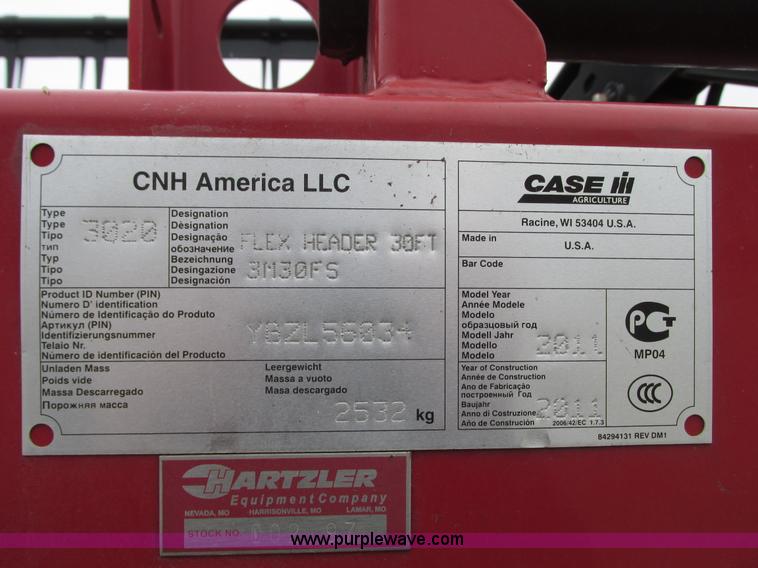 CNH America LLC
Type
Type
Tipo
тип
Typ
Tipo
Tipo
3020
Designation
Désignation
Designação
обозначение
Bezeichnung
Desingazione
Designación
FLEX HEADER 30FT
3M30FS
Product ID Number (PIN)
Numero D' identification
Número de Identificação do Produto
Артикул (PIN)
Identifizierungsnummer
Telaio Nr.
Número de identificación del Producto
Unladen Mass
Poids vide
Massa Descarregado
Порожняя масса
Leergewicht
Massa a vuoto
Masa descargado
2532 kg
CASE IH
AGRICULTURE
Racine, WI 53404 U.S.A.
Made in
U.S.A.
Bar Code
Model Year
Année Modele
Modelo
образцовый год
Modell Jahr
Modello
Modelo
2011
Year of Construction
Année de Construction
Ano de Fabricação
построенный Год
Baujahr
Anno di Costruzione
Año de Construción
2011
2006/42/EC 1.7.3
МР04
CCC
84294131 REV DM1
HARTZLER
Equipment Company
NEVADA, MO HARRISONVILLE, MO LAMAR, MO
STOCK NO.
www.purplewave.com